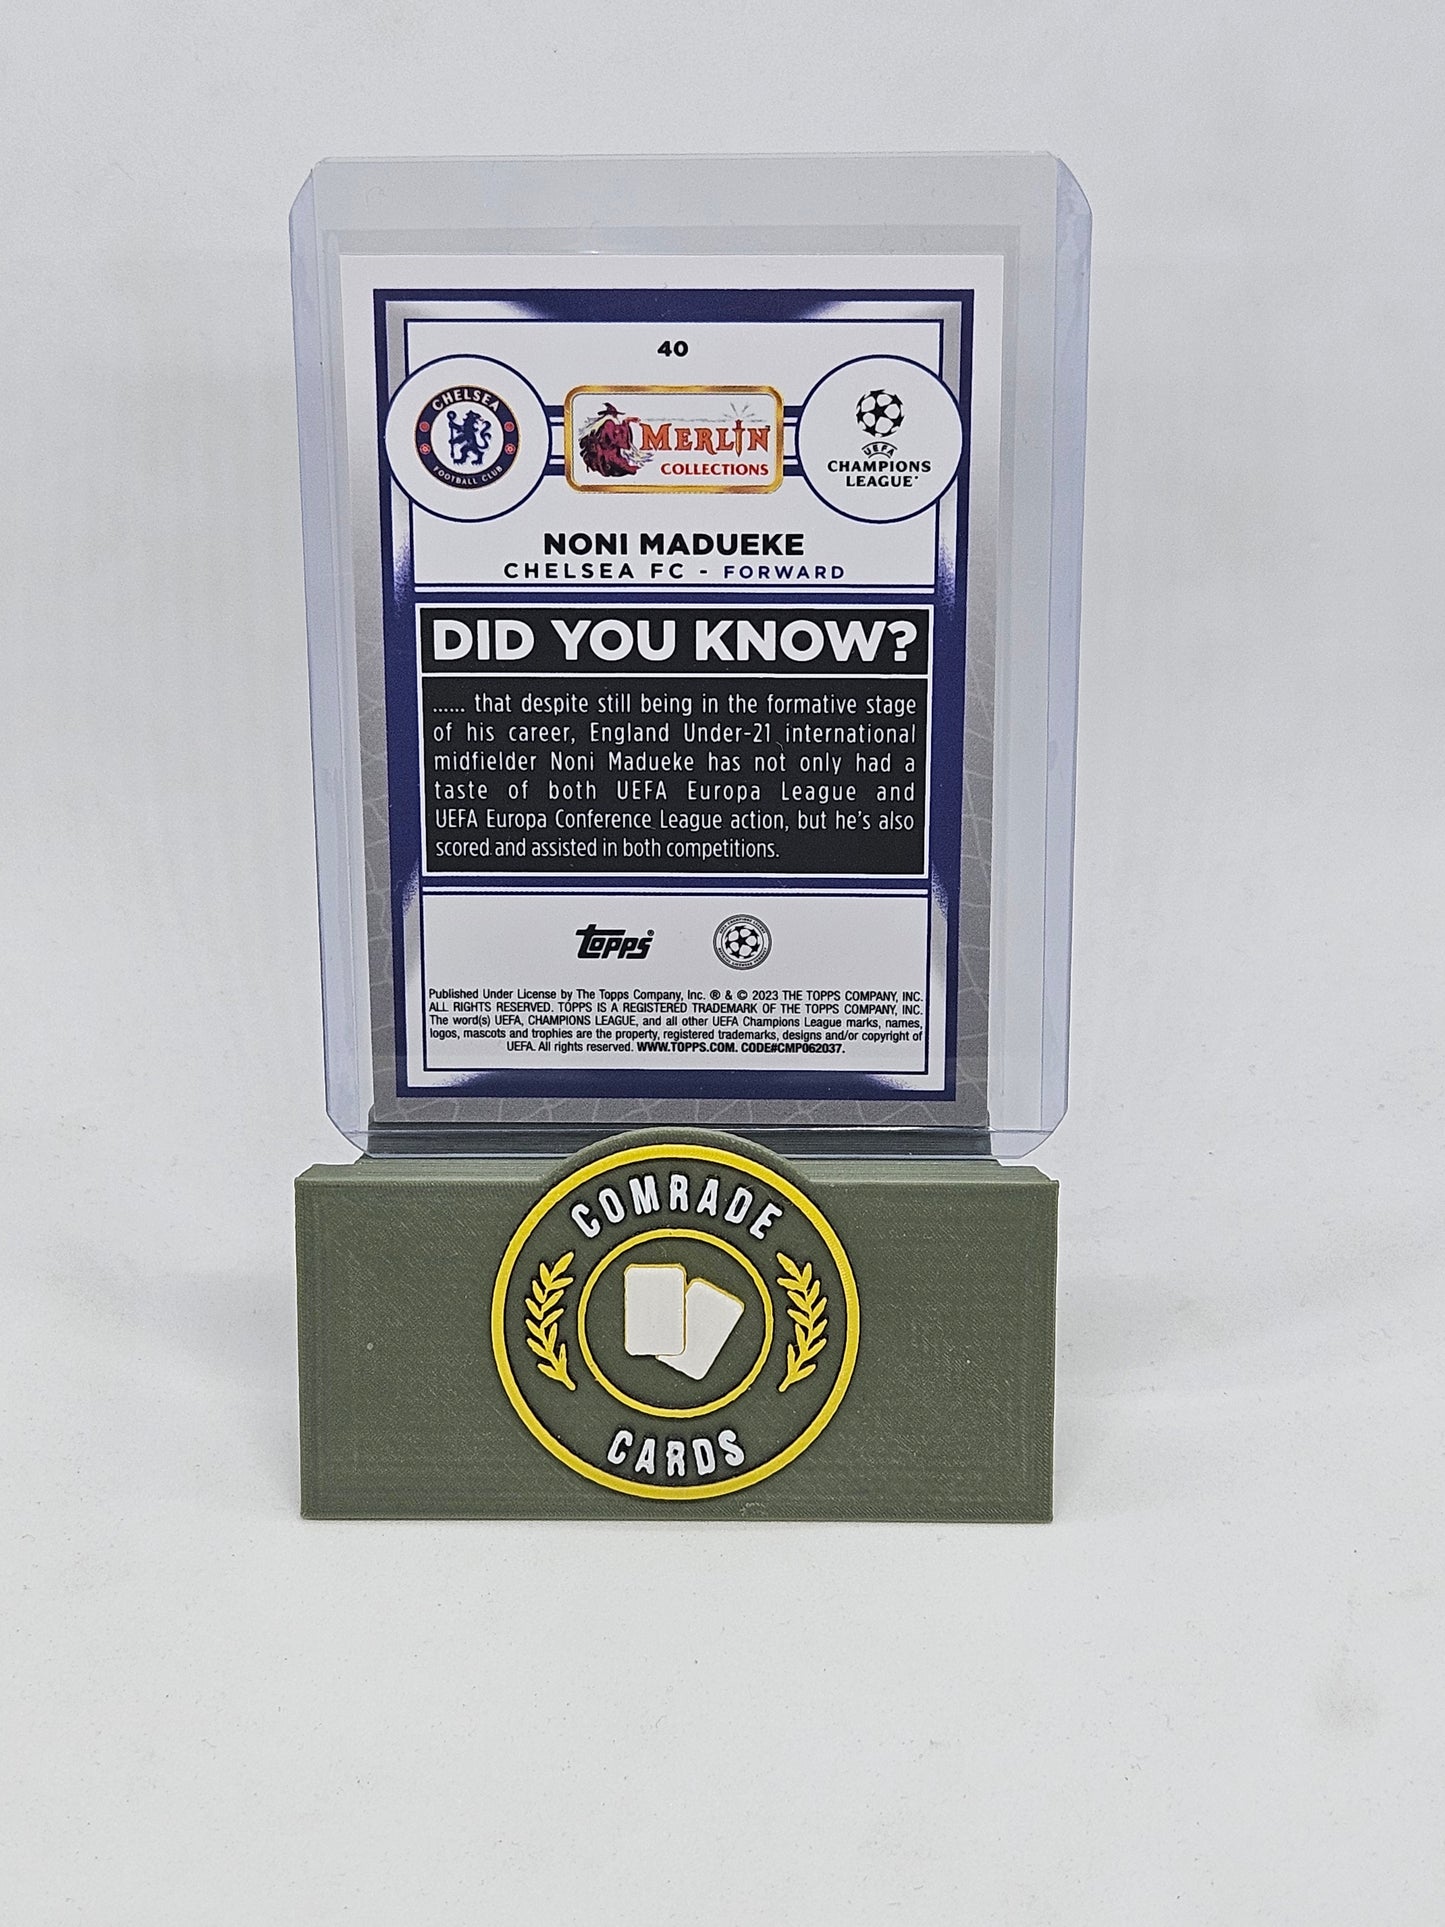 40
CHELSEA
FOOTBALL CLUB
MERLIN
COLLECTIONS
UEFA
CHAMPIONS
LEAGUE
NONI MADUEKE
CHELSEA FC - FORWARD
DID YOU KNOW?
...... that despite still being in the formative stage
of his career, England Under-21 international
midfielder Noni Madueke has not only had a
taste of both UEFA Europa League and
UEFA Europa Conference League action, but he's also
scored and assisted in both competitions.
topps®
Published Under License by The Topps Company, Inc. ® & © 2023 THE TOPPS COMPANY, INC.
ALL RIGHTS RESERVED. TOPPS IS A REGISTERED TRADEMARK OF THE TOPPS COMPANY, INC.
The word(s) UEFA, CHAMPIONS LEAGUE, and all other UEFA Champions League marks, names,
logos, mascots and trophies are the property, registered trademarks, designs and/or copyright of
UEFA. All rights reserved. WWW.TOPPS.COM. CODE#CMP062037.
COMRADE
CARDS